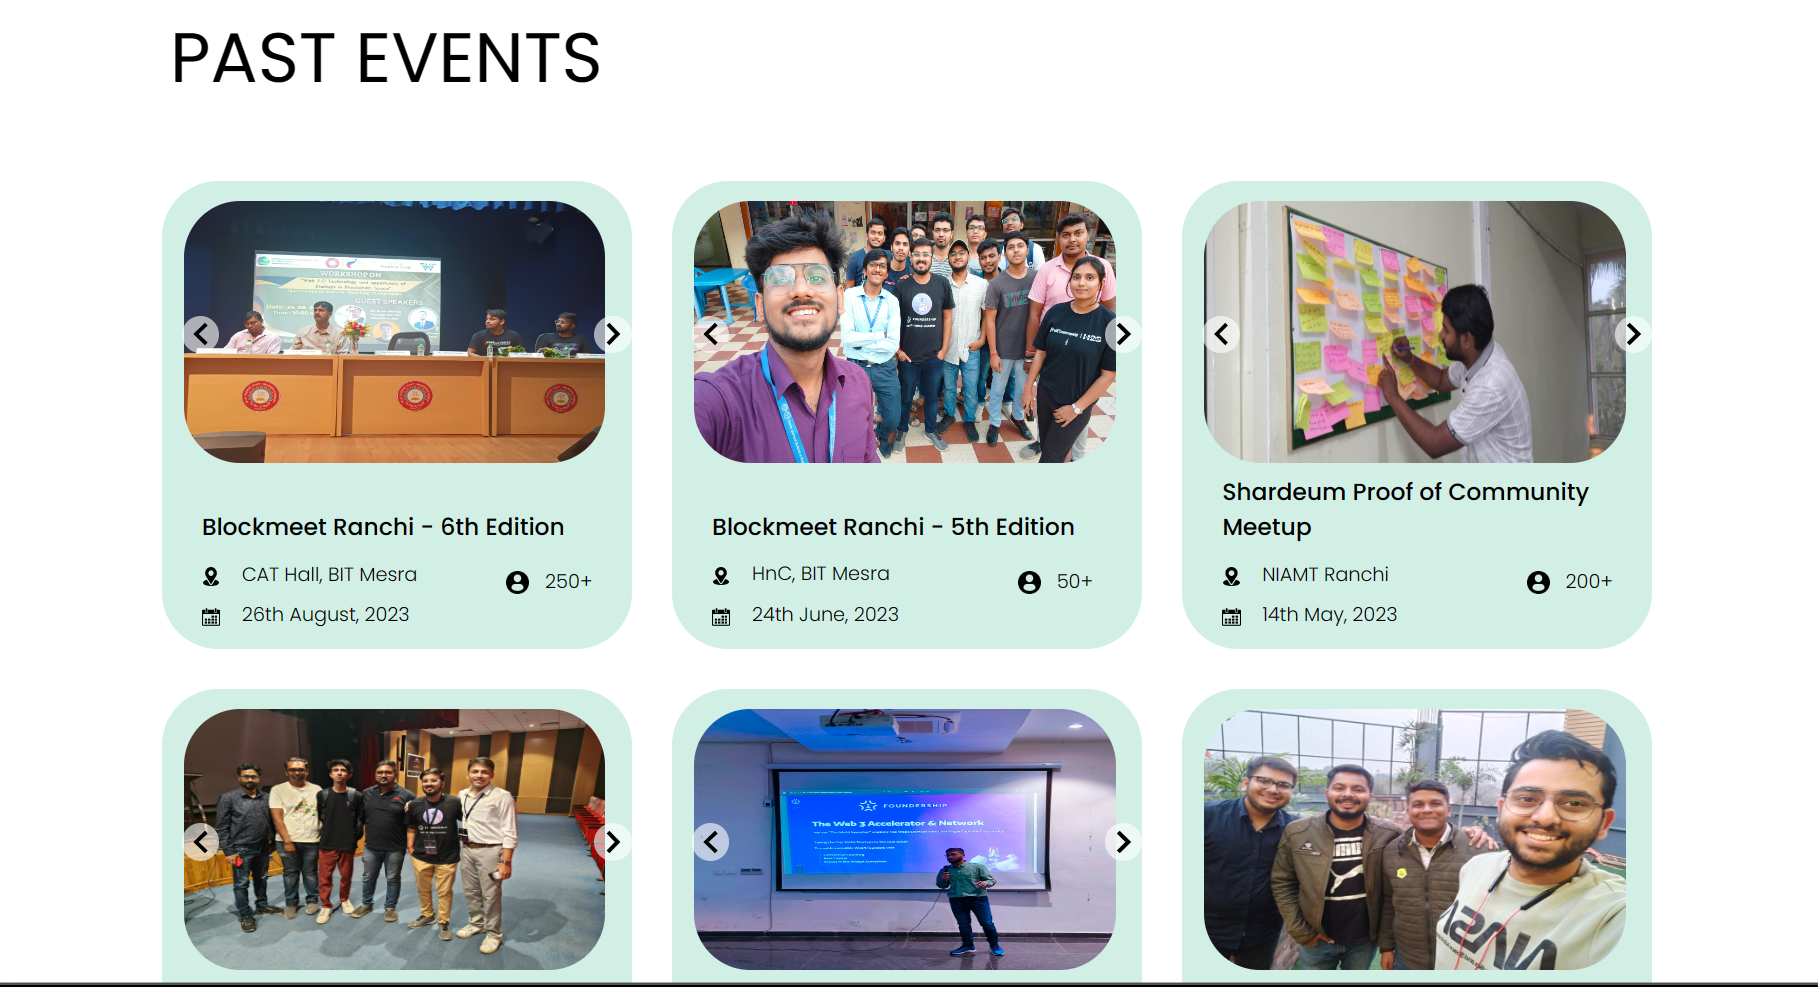 PAST EVENTS
WORKSHOP ON
GUEST SPEAKERS
Blockmeet Ranchi - 6th Edition
CAT Hall, BIT Mesra
250+
26th August, 2023
Blockmeet Ranchi - 5th Edition
HnC, BIT Mesra
50+
24th June, 2023
Shardeum Proof of Community
Meetup
NIAMT Ranchi
200+
14th May, 2023
FOUNDERSHIP
The Web 3 Accelerator & Network